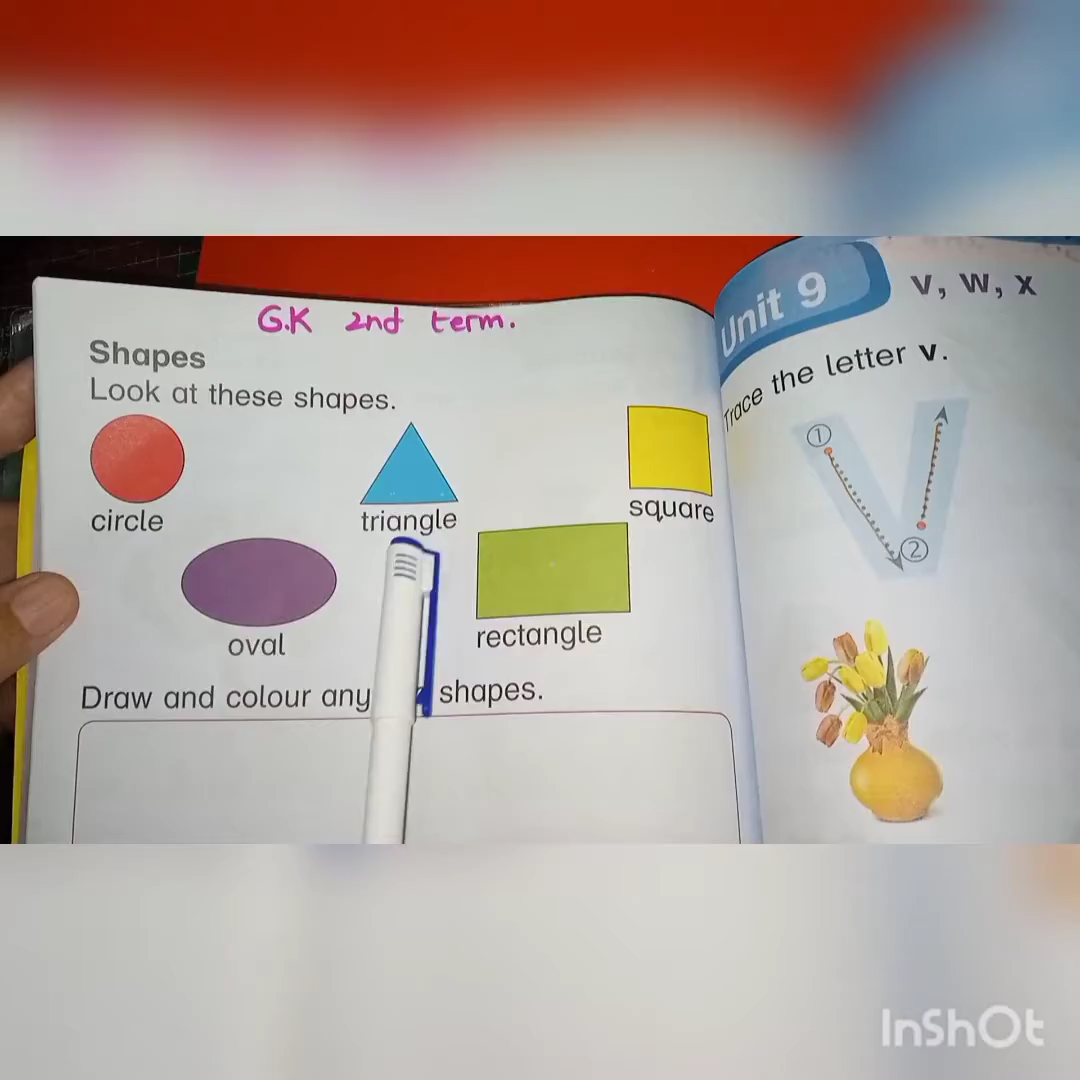 G.K 2nd term.
Shapes
Look at these shapes.
circle
triangle
square
oval
rectangle
Draw and colour any shapes.
Unit 9
v, w, x
Trace the letter v.
1
2
InShOt